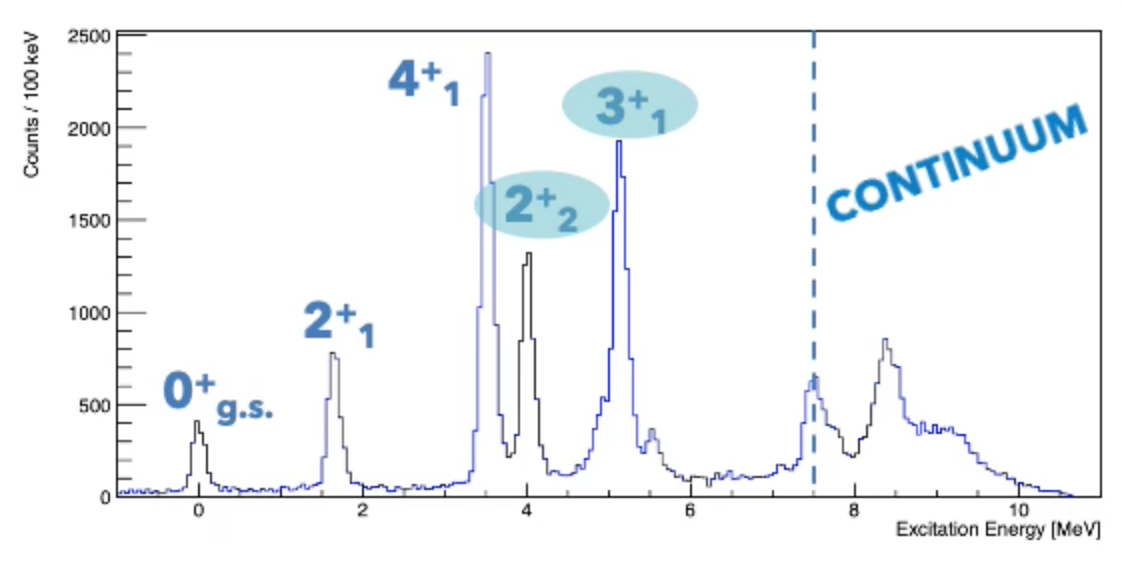 Counts / 100 keV
2500
2000
1500
1000
500
0
4⁺₁
3⁺₁
2⁺₂
2⁺₁
0⁺g.s.
CONTINUUM
0 2 4 6 8 10
Excitation Energy [MeV]